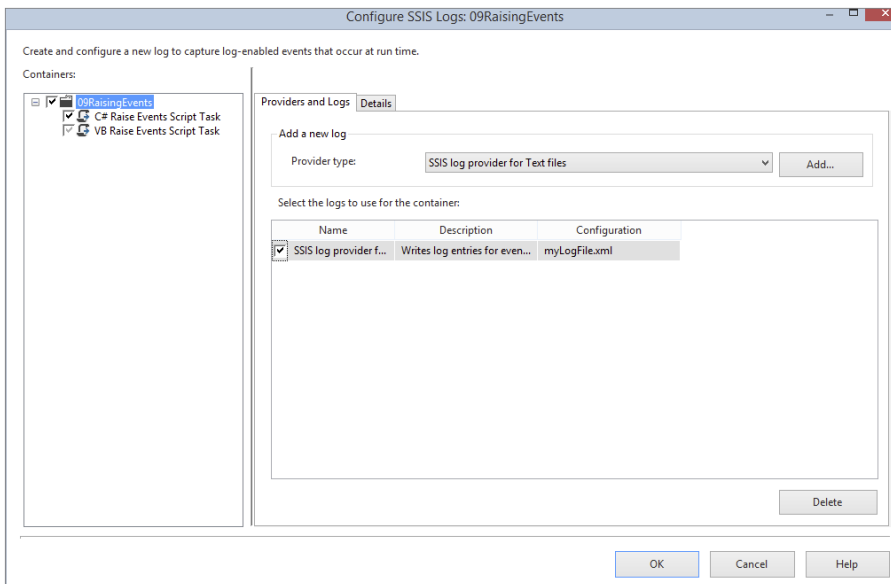 Configure SSIS Logs: 09RaisingEvents
Create and configure a new log to capture log-enabled events that occur at run time.
Containers:
09RaisingEvents
C# Raise Events Script Task
VB Raise Events Script Task
Providers and Logs Details
Add a new log
Provider type: SSIS log provider for Text files Add...
Select the logs to use for the container:
Name Description Configuration
SSIS log provider f... Writes log entries for even... myLogFile.xml
Delete
OK Cancel Help